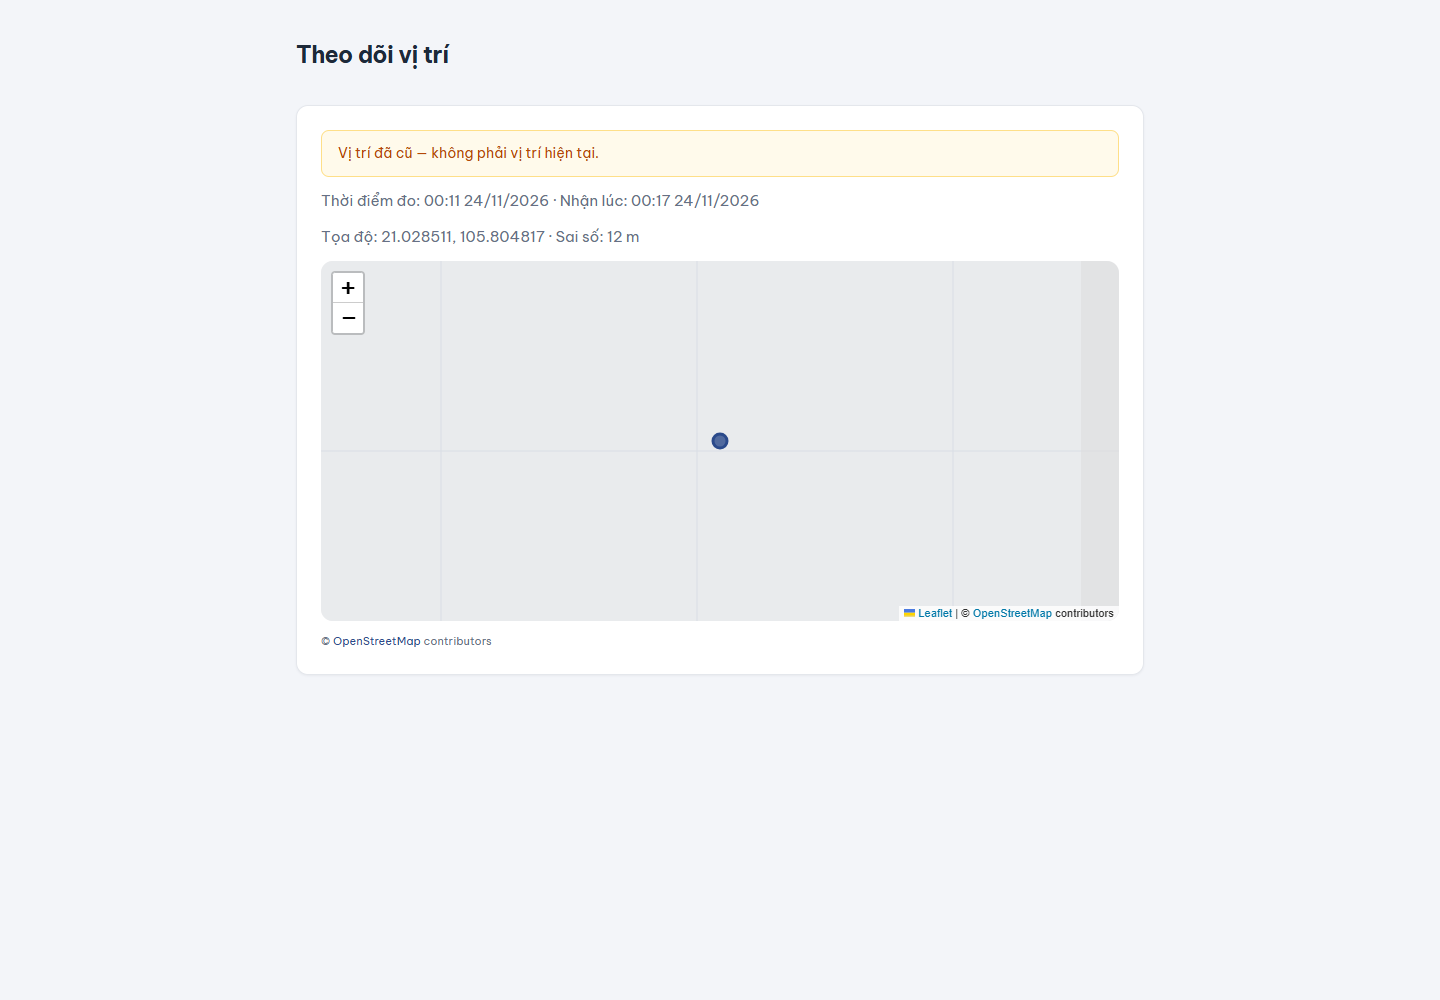 Theo dõi vị trí
Vị trí đã cũ — không phải vị trí hiện tại.
Thời điểm đo: 00:11 24/11/2026 · Nhận lúc: 00:17 24/11/2026
Tọa độ: 21.028511, 105.804817 · Sai số: 12 m
+
−
Leaflet | © OpenStreetMap contributors
© OpenStreetMap contributors